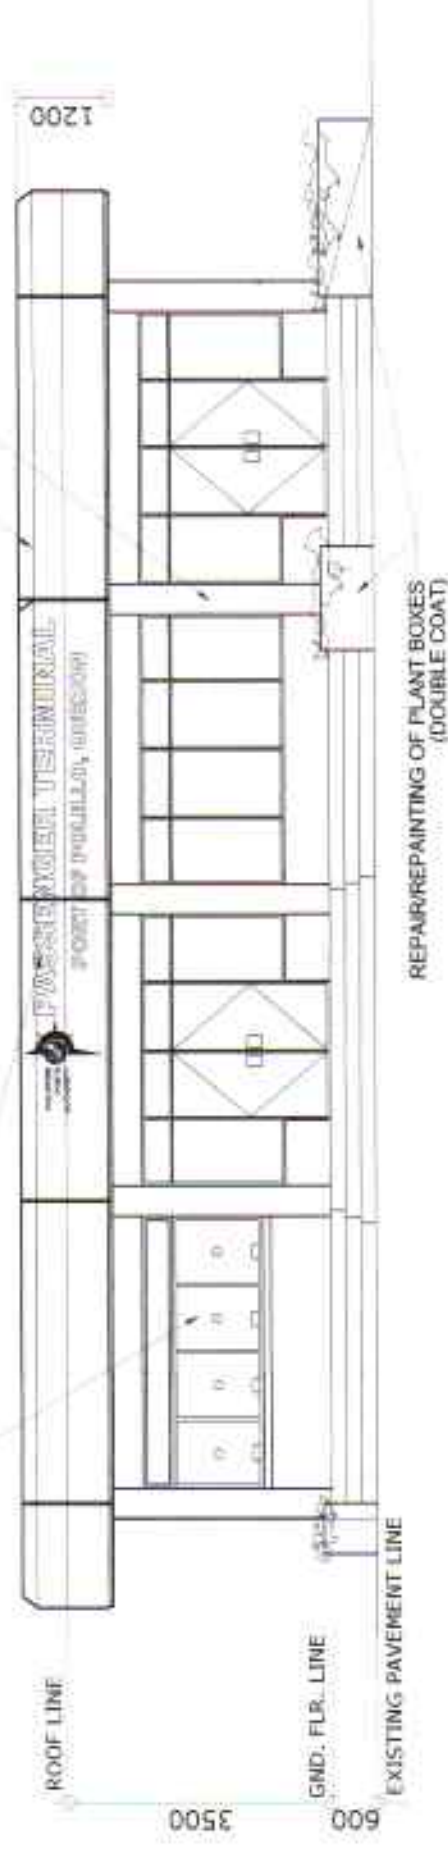 1200
PASSENGER TERMINAL
ROOF LINE
3500
GND. FLR. LINE
600
EXISTING PAVEMENT LINE
REPAIR/REPAINTING OF PLANT BOXES
(DOUBLE COAT)